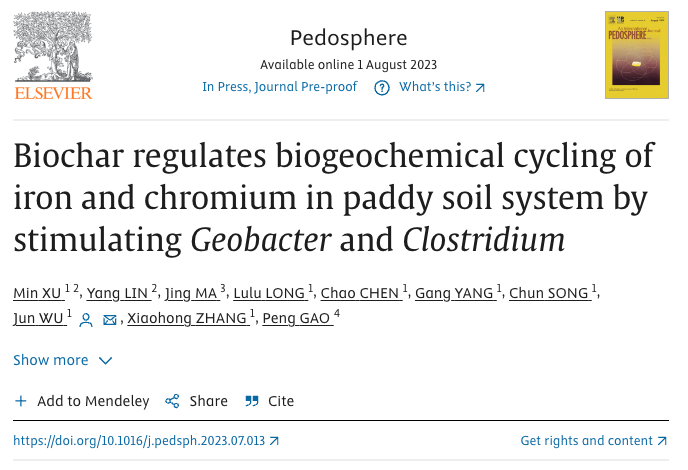 Pedosphere
Available online 1 August 2023
In Press, Journal Pre-proof ? What's this?
ELSEVIER
PEDOSPHERE
Biochar regulates biogeochemical cycling of
iron and chromium in paddy soil system by
stimulating Geobacter and Clostridium
Min XU 1 2, Yang LIN 2, Jing MA 3, Lulu LONG 1, Chao CHEN 1, Gang YANG 1, Chun SONG 1,
Jun WU 1 , Xiaohong ZHANG 1, Peng GAO 4
Show more
Add to Mendeley Share Cite
https://doi.org/10.1016/j.pedsph.2023.07.013 Get rights and content